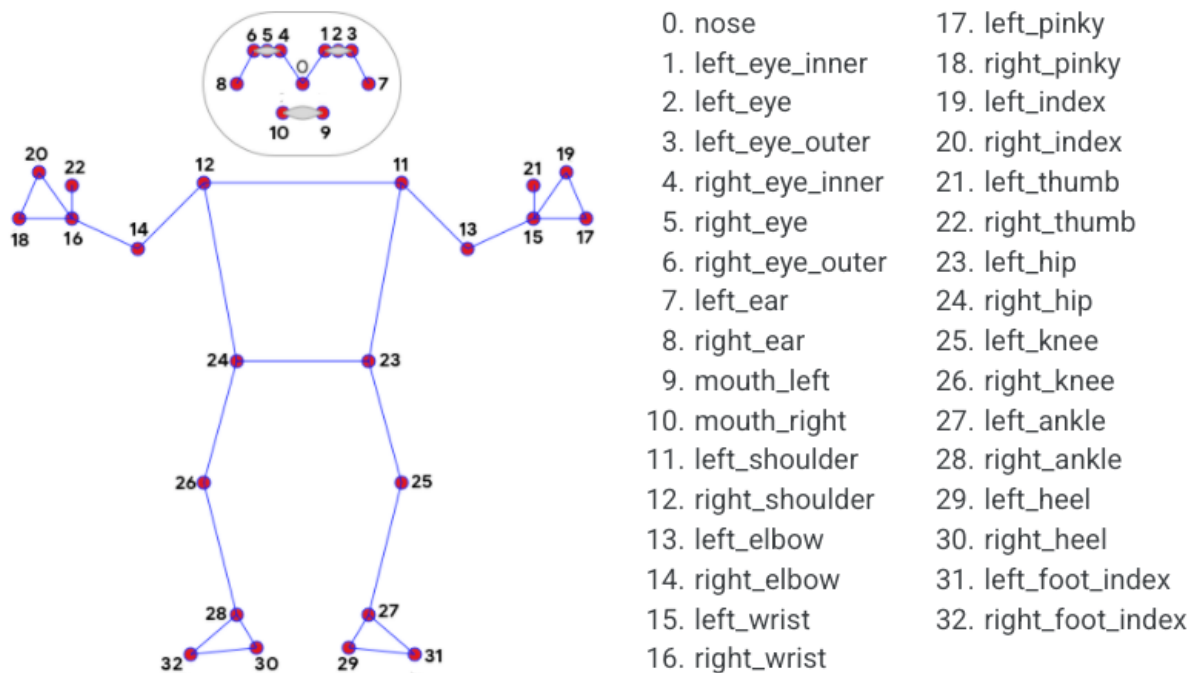 6 5 4 1 2 3
0
8 7
10 9
20 22 12 11 21 19
18 16 14 13 15 17
24 23
26 25
28 27
32 30 29 31
0. nose
1. left_eye_inner
2. left_eye
3. left_eye_outer
4. right_eye_inner
5. right_eye
6. right_eye_outer
7. left_ear
8. right_ear
9. mouth_left
10. mouth_right
11. left_shoulder
12. right_shoulder
13. left_elbow
14. right_elbow
15. left_wrist
16. right_wrist
17. left_pinky
18. right_pinky
19. left_index
20. right_index
21. left_thumb
22. right_thumb
23. left_hip
24. right_hip
25. left_knee
26. right_knee
27. left_ankle
28. right_ankle
29. left_heel
30. right_heel
31. left_foot_index
32. right_foot_index